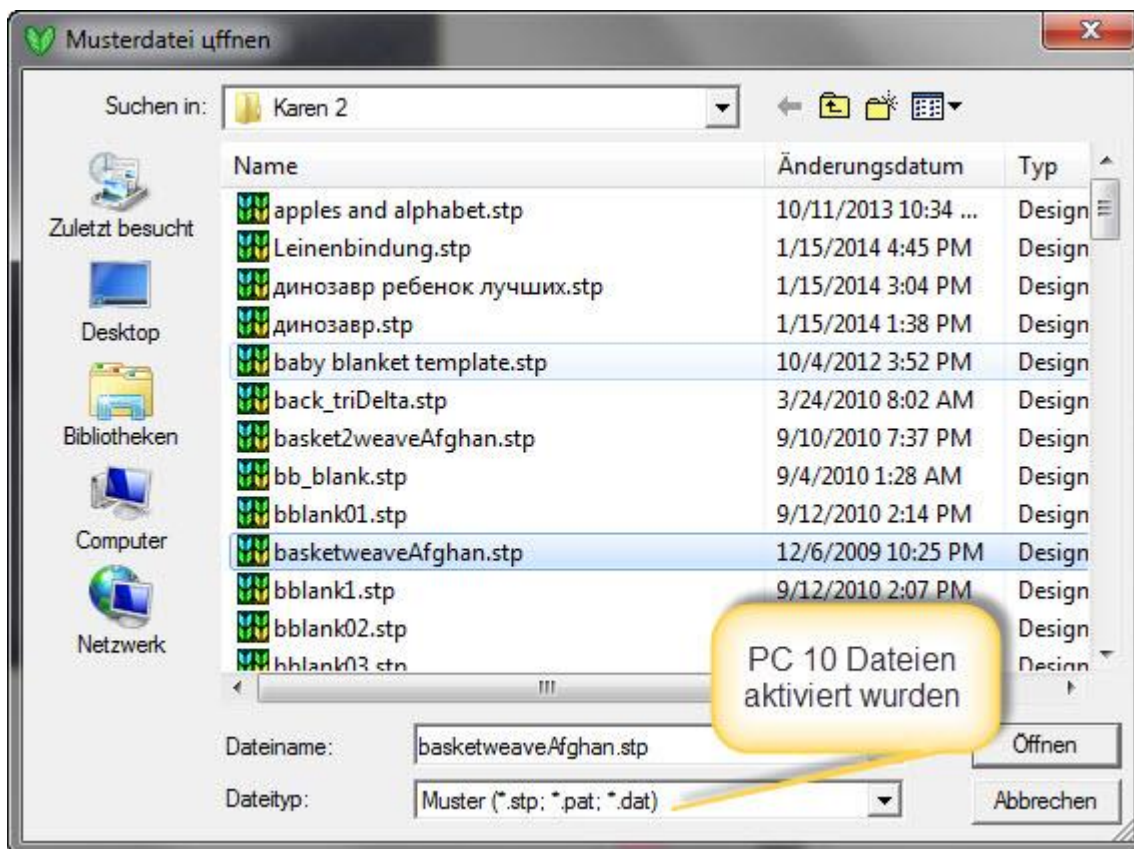 Musterdatei цffnen
Suchen in: Karen 2
Name Änderungsdatum Typ
apples and alphabet.stp 10/11/2013 10:34 ... Design
Leinenbindung.stp 1/15/2014 4:45 PM Design
динозавр ребенок лучших.stp 1/15/2014 3:04 PM Design
динозавр.stp 1/15/2014 1:38 PM Design
baby blanket template.stp 10/4/2012 3:52 PM Design
back_triDelta.stp 3/24/2010 8:02 AM Design
basket2weaveAfghan.stp 9/10/2010 7:37 PM Design
bb_blank.stp 9/4/2010 1:28 AM Design
bblank01.stp 9/12/2010 2:14 PM Design
basketweaveAfghan.stp 12/6/2009 10:25 PM Design
bblank1.stp 9/12/2010 2:07 PM Design
bblank02.stp Design
bblank03.stp Design
Zuletzt besucht
Desktop
Bibliotheken
Computer
Netzwerk
PC 10 Dateien
aktiviert wurden
Dateiname: basketweaveAfghan.stp Öffnen
Dateityp: Muster (*.stp; *.pat; *.dat) Abbrechen